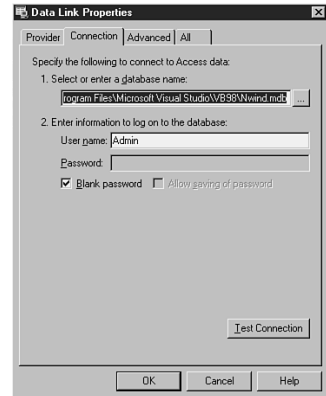 Data Link Properties
Provider Connection Advanced All
Specify the following to connect to Access data:
1. Select or enter a database name:
rogram Files\Microsoft Visual Studio\VB98\Nwind.mdb ...
2. Enter information to log on to the database:
User name: Admin
Password:
Blank password Allow saving of password
Test Connection
OK Cancel Help